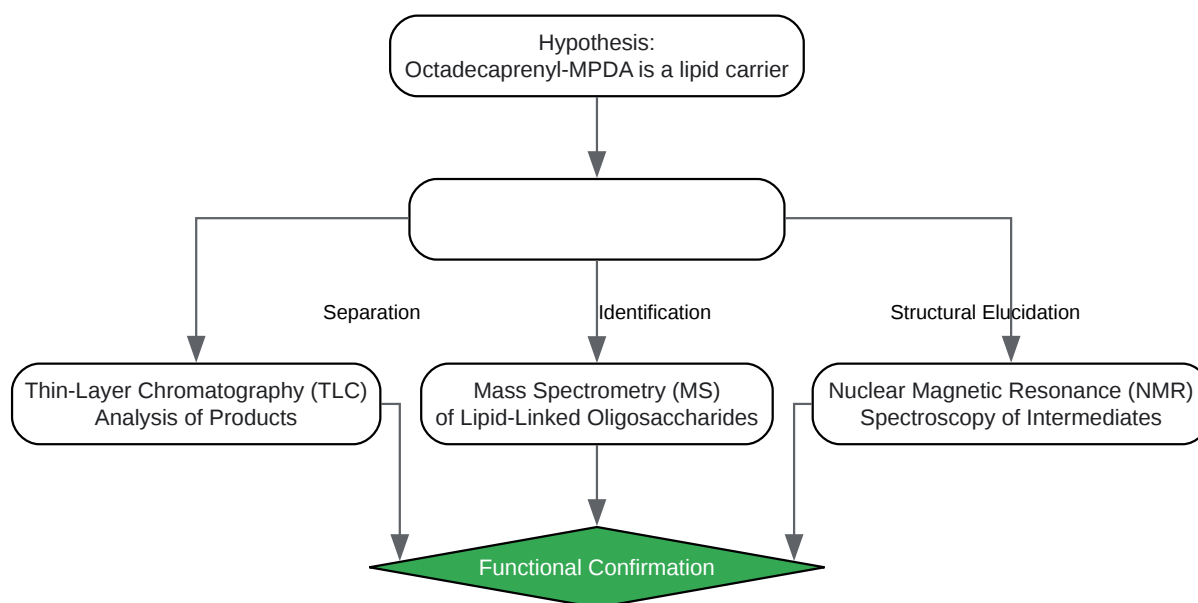 Hypothesis:
Octadecaprenyl-MPDA is a lipid carrier
Separation
Identification
Structural Elucidation
Thin-Layer Chromatography (TLC)
Analysis of Products
Mass Spectrometry (MS)
of Lipid-Linked Oligosaccharides
Nuclear Magnetic Resonance (NMR)
Spectroscopy of Intermediates
Functional Confirmation